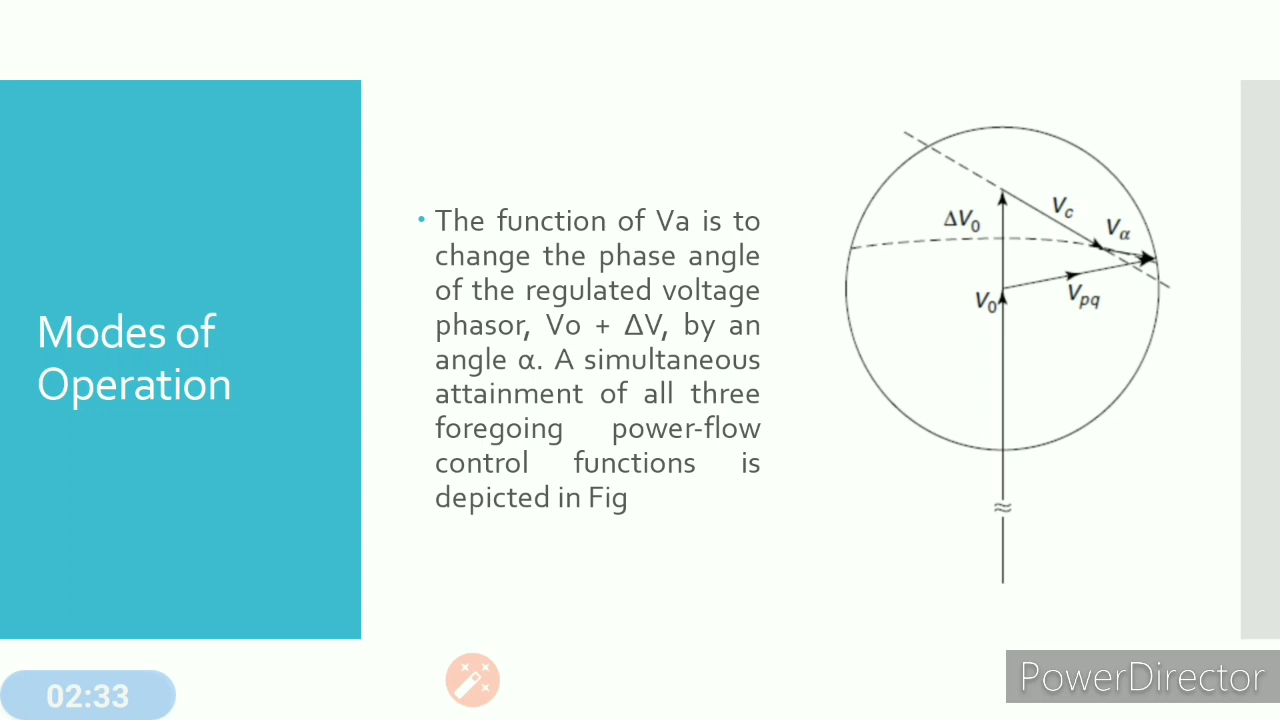 Modes of
Operation
• The function of Va is to
change the phase angle
of the regulated voltage
phasor, Vo + ΔV, by an
angle α. A simultaneous
attainment of all three
foregoing power-flow
control functions is
depicted in Fig
ΔV0
Vc
Vα
V0
Vpq
≈
02:33
PowerDirector